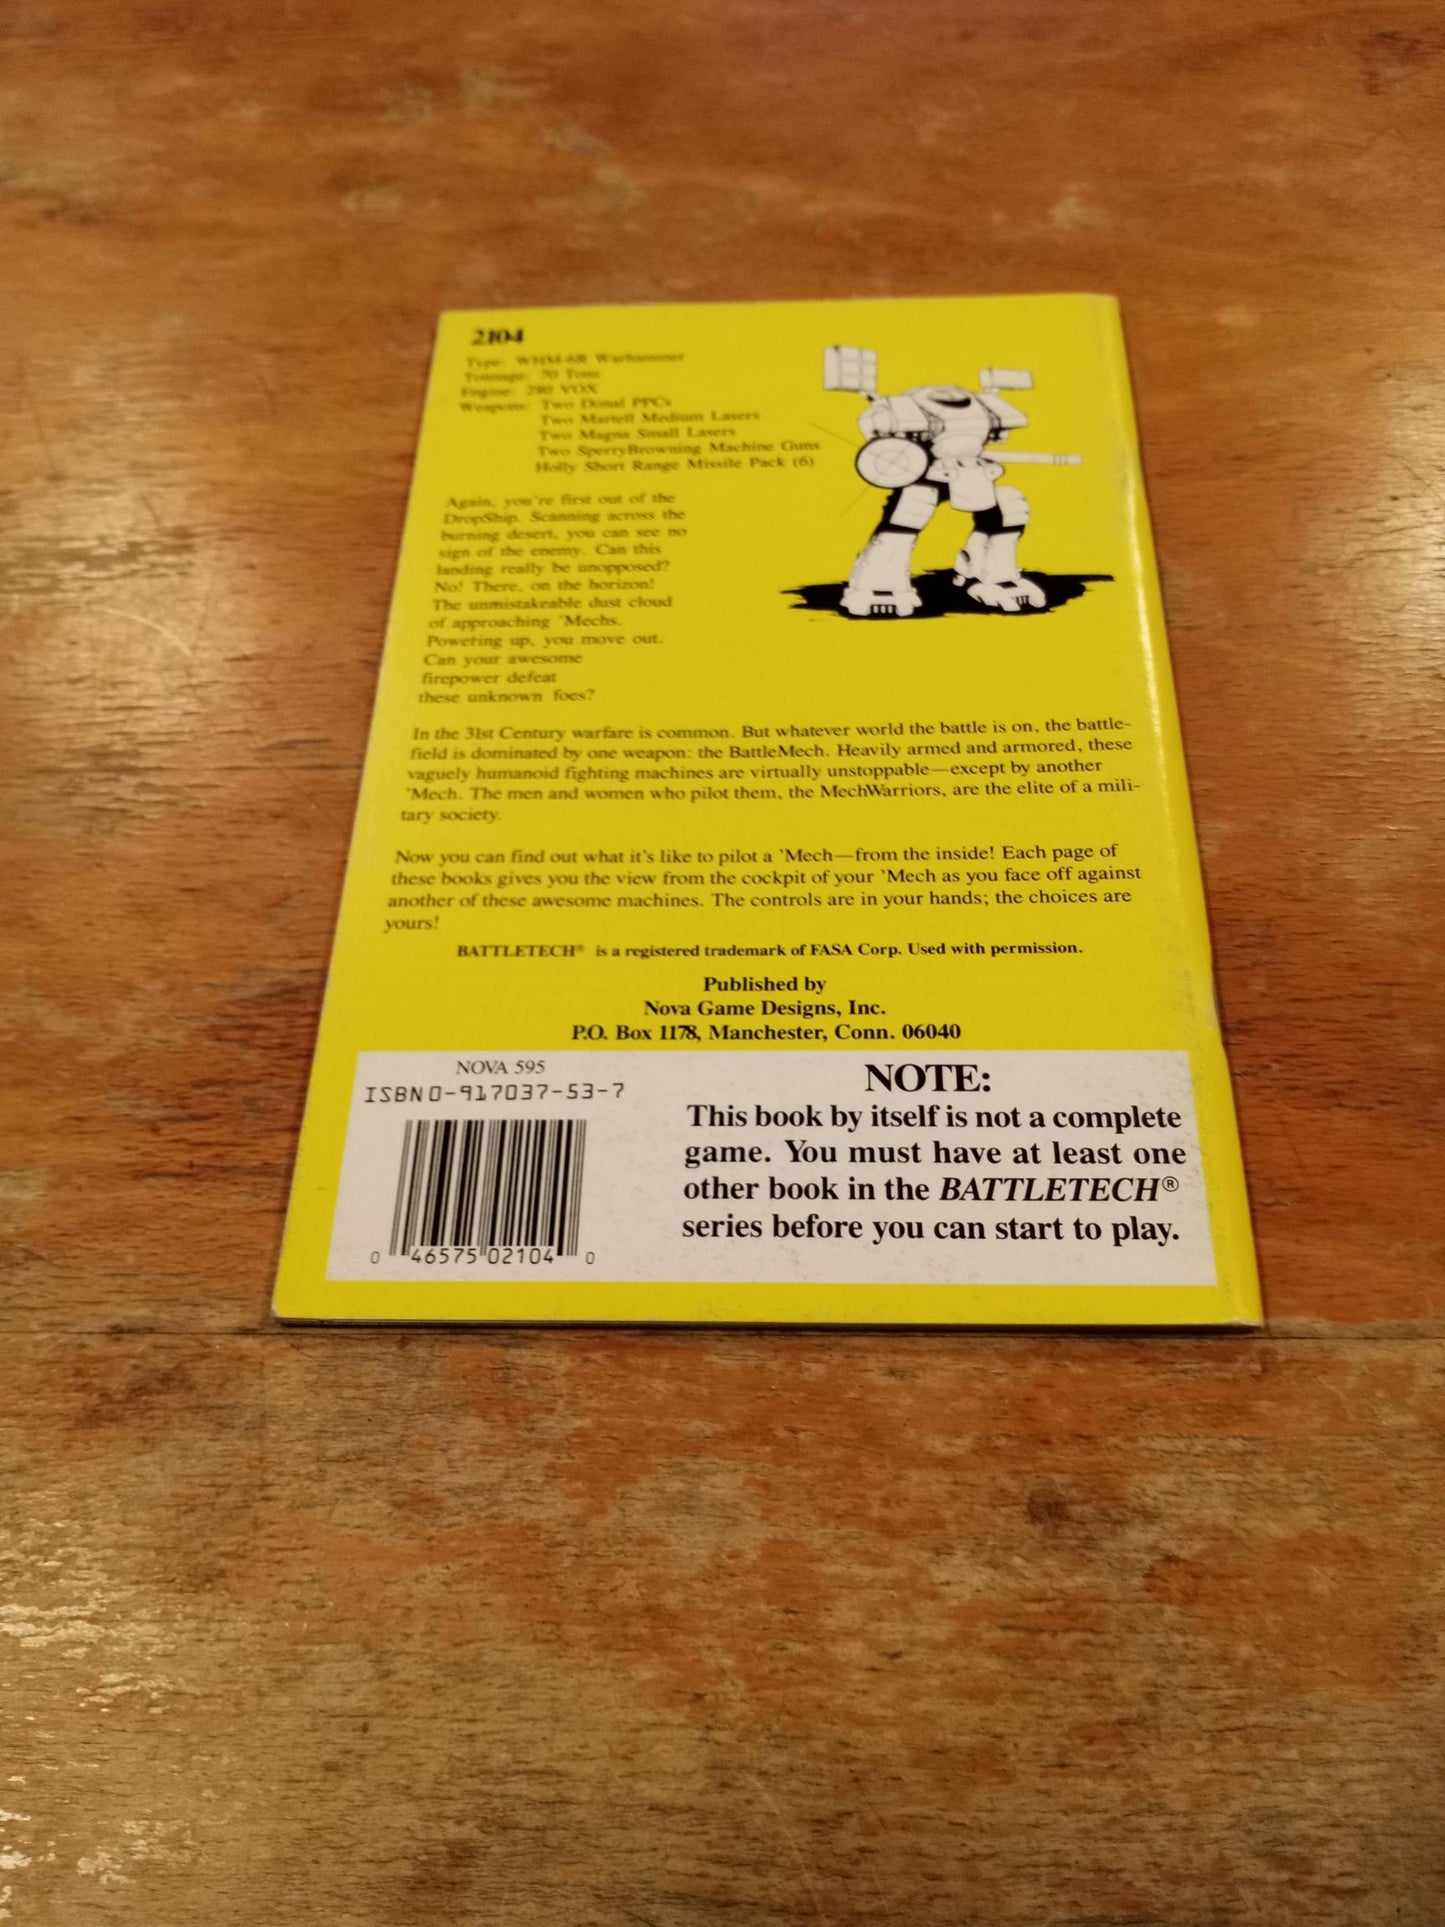 2104
Type: WHM-6R Warhammer
Tonnage: 70 Tons
Engine: 280 VOX
Weapons: Two Donal PPCs
Two Martell Medium Lasers
Two Magna Small Lasers
Two SperryBrowning Machine Guns
Holly Short Range Missile Pack (6)
Again, you're first out of the
DropShip. Scanning across the
burning desert, you can see no
sign of the enemy. Can this
landing really be unopposed?
No! There, on the horizon!
The unmistakeable dust cloud
of approaching 'Mechs.
Powering up, you move out.
Can your awesome
firepower defeat
these unknown foes?
In the 31st Century warfare is common. But whatever world the battle is on, the battle-
field is dominated by one weapon: the BattleMech. Heavily armed and armored, these
vaguely humanoid fighting machines are virtually unstoppable—except by another
'Mech. The men and women who pilot them, the MechWarriors, are the elite of a mili-
tary society.
Now you can find out what it's like to pilot a 'Mech—from the inside! Each page of
these books gives you the view from the cockpit of your 'Mech as you face off against
another of these awesome machines. The controls are in your hands; the choices are
yours!
BATTLETECH® is a registered trademark of FASA Corp. Used with permission.
Published by
Nova Game Designs, Inc.
P.O. Box 1178, Manchester, Conn. 06040
NOVA 595
ISBN 0-917037-53-7
0 46575 02104 0
NOTE:
This book by itself is not a complete
game. You must have at least one
other book in the BATTLETECH®
series before you can start to play.